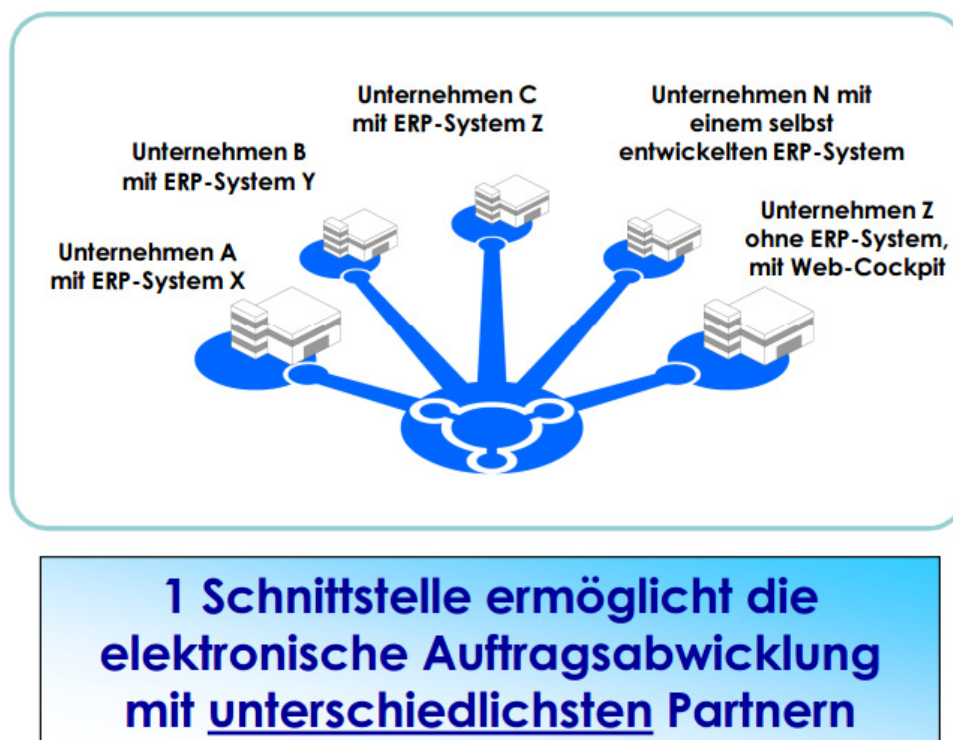 Unternehmen C
mit ERP-System Z
Unternehmen N mit
einem selbst
entwickelten ERP-System
Unternehmen B
mit ERP-System Y
Unternehmen Z
ohne ERP-System,
mit Web-Cockpit
Unternehmen A
mit ERP-System X
1 Schnittstelle ermöglicht die
elektronische Auftragsabwicklung
mit unterschiedlichsten Partnern